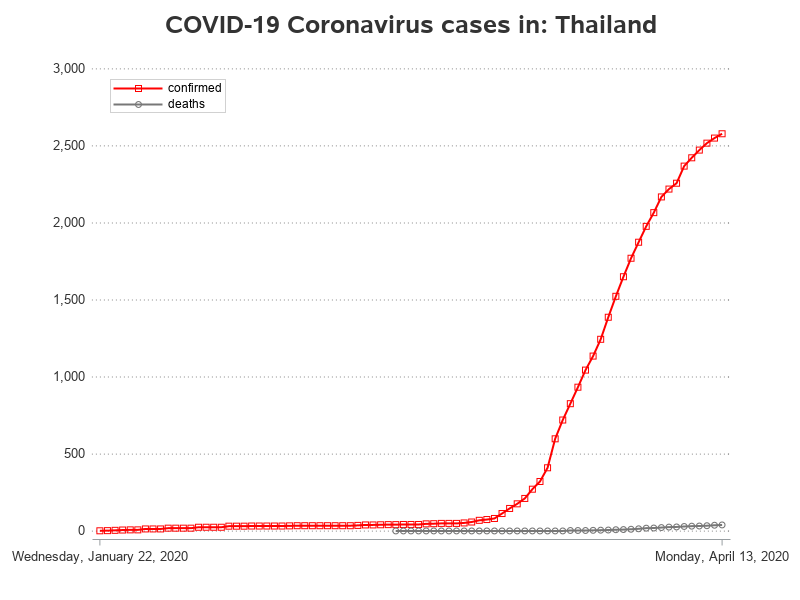 COVID-19 Coronavirus cases in: Thailand
3,000
confirmed
deaths
2,500
2,000
1,500
1,000
500
0
Wednesday, January 22, 2020
Monday, April 13, 2020